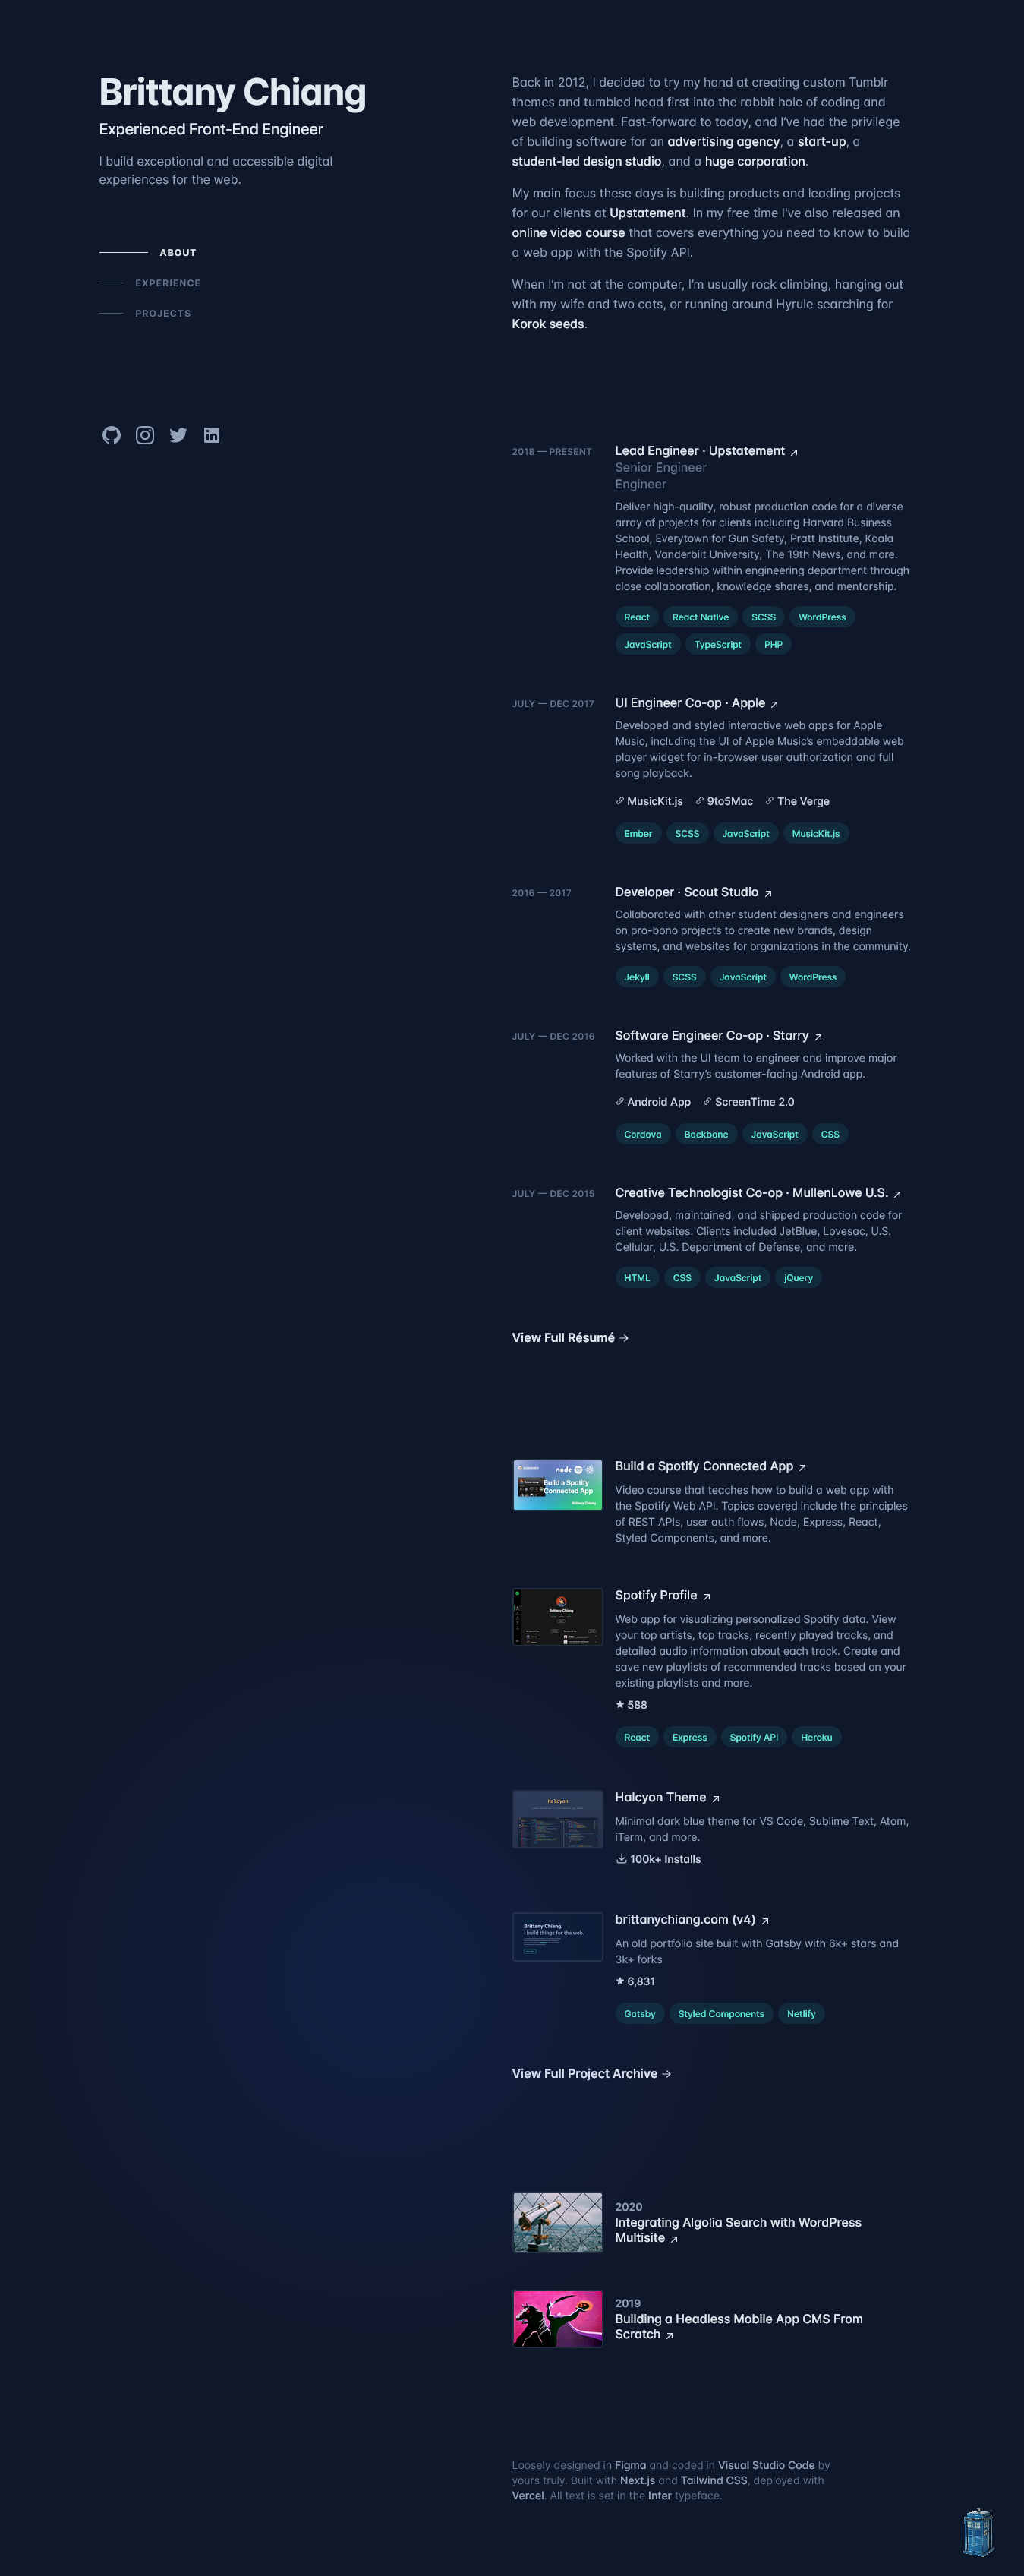 Brittany Chiang
Experienced Front-End Engineer
I build exceptional and accessible digital
experiences for the web.
ABOUT
EXPERIENCE
PROJECTS
Back in 2012, I decided to try my hand at creating custom Tumblr
themes and tumbled head first into the rabbit hole of coding and
web development. Fast-forward to today, and I've had the privilege
of building software for an advertising agency, a start-up, a
student-led design studio, and a huge corporation.
My main focus these days is building products and leading projects
for our clients at Upstatement. In my free time I've also released an
online video course that covers everything you need to know to build
a web app with the Spotify API.
When I'm not at the computer, I'm usually rock climbing, hanging out
with my wife and two cats, or running around Hyrule searching for
Korok seeds.
2018 — PRESENT
Lead Engineer · Upstatement
Senior Engineer
Engineer
Deliver high-quality, robust production code for a diverse
array of projects for clients including Harvard Business
School, Everytown for Gun Safety, Pratt Institute, Koala
Health, Vanderbilt University, The 19th News, and more.
Provide leadership within engineering department through
close collaboration, knowledge shares, and mentorship.
React React Native SCSS WordPress
JavaScript TypeScript PHP
JULY — DEC 2017
UI Engineer Co-op · Apple
Developed and styled interactive web apps for Apple
Music, including the UI of Apple Music's embeddable web
player widget for in-browser user authorization and full
song playback.
MusicKit.js 9to5Mac The Verge
Ember SCSS JavaScript MusicKit.js
2016 — 2017
Developer · Scout Studio
Collaborated with other student designers and engineers
on pro-bono projects to create new brands, design
systems, and websites for organizations in the community.
Jekyll SCSS JavaScript WordPress
JULY — DEC 2016
Software Engineer Co-op · Starry
Worked with the UI team to engineer and improve major
features of Starry's customer-facing Android app.
Android App ScreenTime 2.0
Cordova Backbone JavaScript CSS
JULY — DEC 2015
Creative Technologist Co-op · MullenLowe U.S.
Developed, maintained, and shipped production code for
client websites. Clients included JetBlue, Lovesac, U.S.
Cellular, U.S. Department of Defense, and more.
HTML CSS JavaScript jQuery
View Full Résumé →
node
Build a Spotify
Connected App
Brittany Chiang
Build a Spotify Connected App
Video course that teaches how to build a web app with
the Spotify Web API. Topics covered include the principles
of REST APIs, user auth flows, Node, Express, React,
Styled Components, and more.
Brittany Chiang
Spotify Profile
Web app for visualizing personalized Spotify data. View
your top artists, top tracks, recently played tracks, and
detailed audio information about each track. Create and
save new playlists of recommended tracks based on your
existing playlists and more.
588
React Express Spotify API Heroku
Halcyon
Halcyon Theme
Minimal dark blue theme for VS Code, Sublime Text, Atom,
iTerm, and more.
100k+ Installs
Brittany Chiang.
I build things for the web.
brittanychiang.com (v4)
An old portfolio site built with Gatsby with 6k+ stars and
3k+ forks
6,831
Gatsby Styled Components Netlify
View Full Project Archive →
2020
Integrating Algolia Search with WordPress
Multisite
2019
Building a Headless Mobile App CMS From
Scratch
Loosely designed in Figma and coded in Visual Studio Code by
yours truly. Built with Next.js and Tailwind CSS, deployed with
Vercel. All text is set in the Inter typeface.